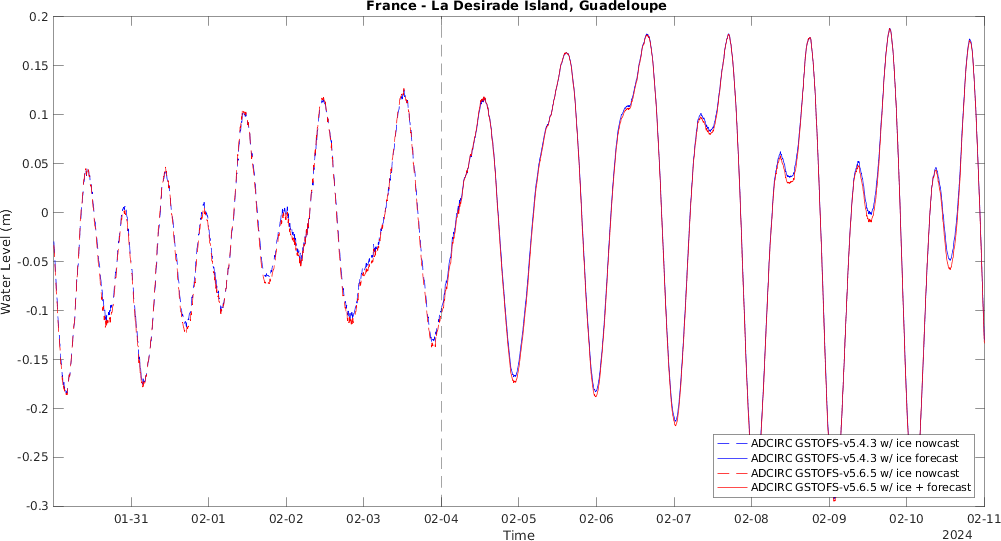 France - La Desirade Island, Guadeloupe
0.2
0.15
0.1
0.05
0
-0.05
-0.1
-0.15
-0.2
-0.25
-0.3
Water Level (m)
ADCIRC GSTOFS-v5.4.3 w/ ice nowcast
ADCIRC GSTOFS-v5.4.3 w/ ice forecast
ADCIRC GSTOFS-v5.6.5 w/ ice nowcast
ADCIRC GSTOFS-v5.6.5 w/ ice + forecast
01-31 02-01 02-02 02-03 02-04 02-05 02-06 02-07 02-08 02-09 02-10 02-11
Time
2024